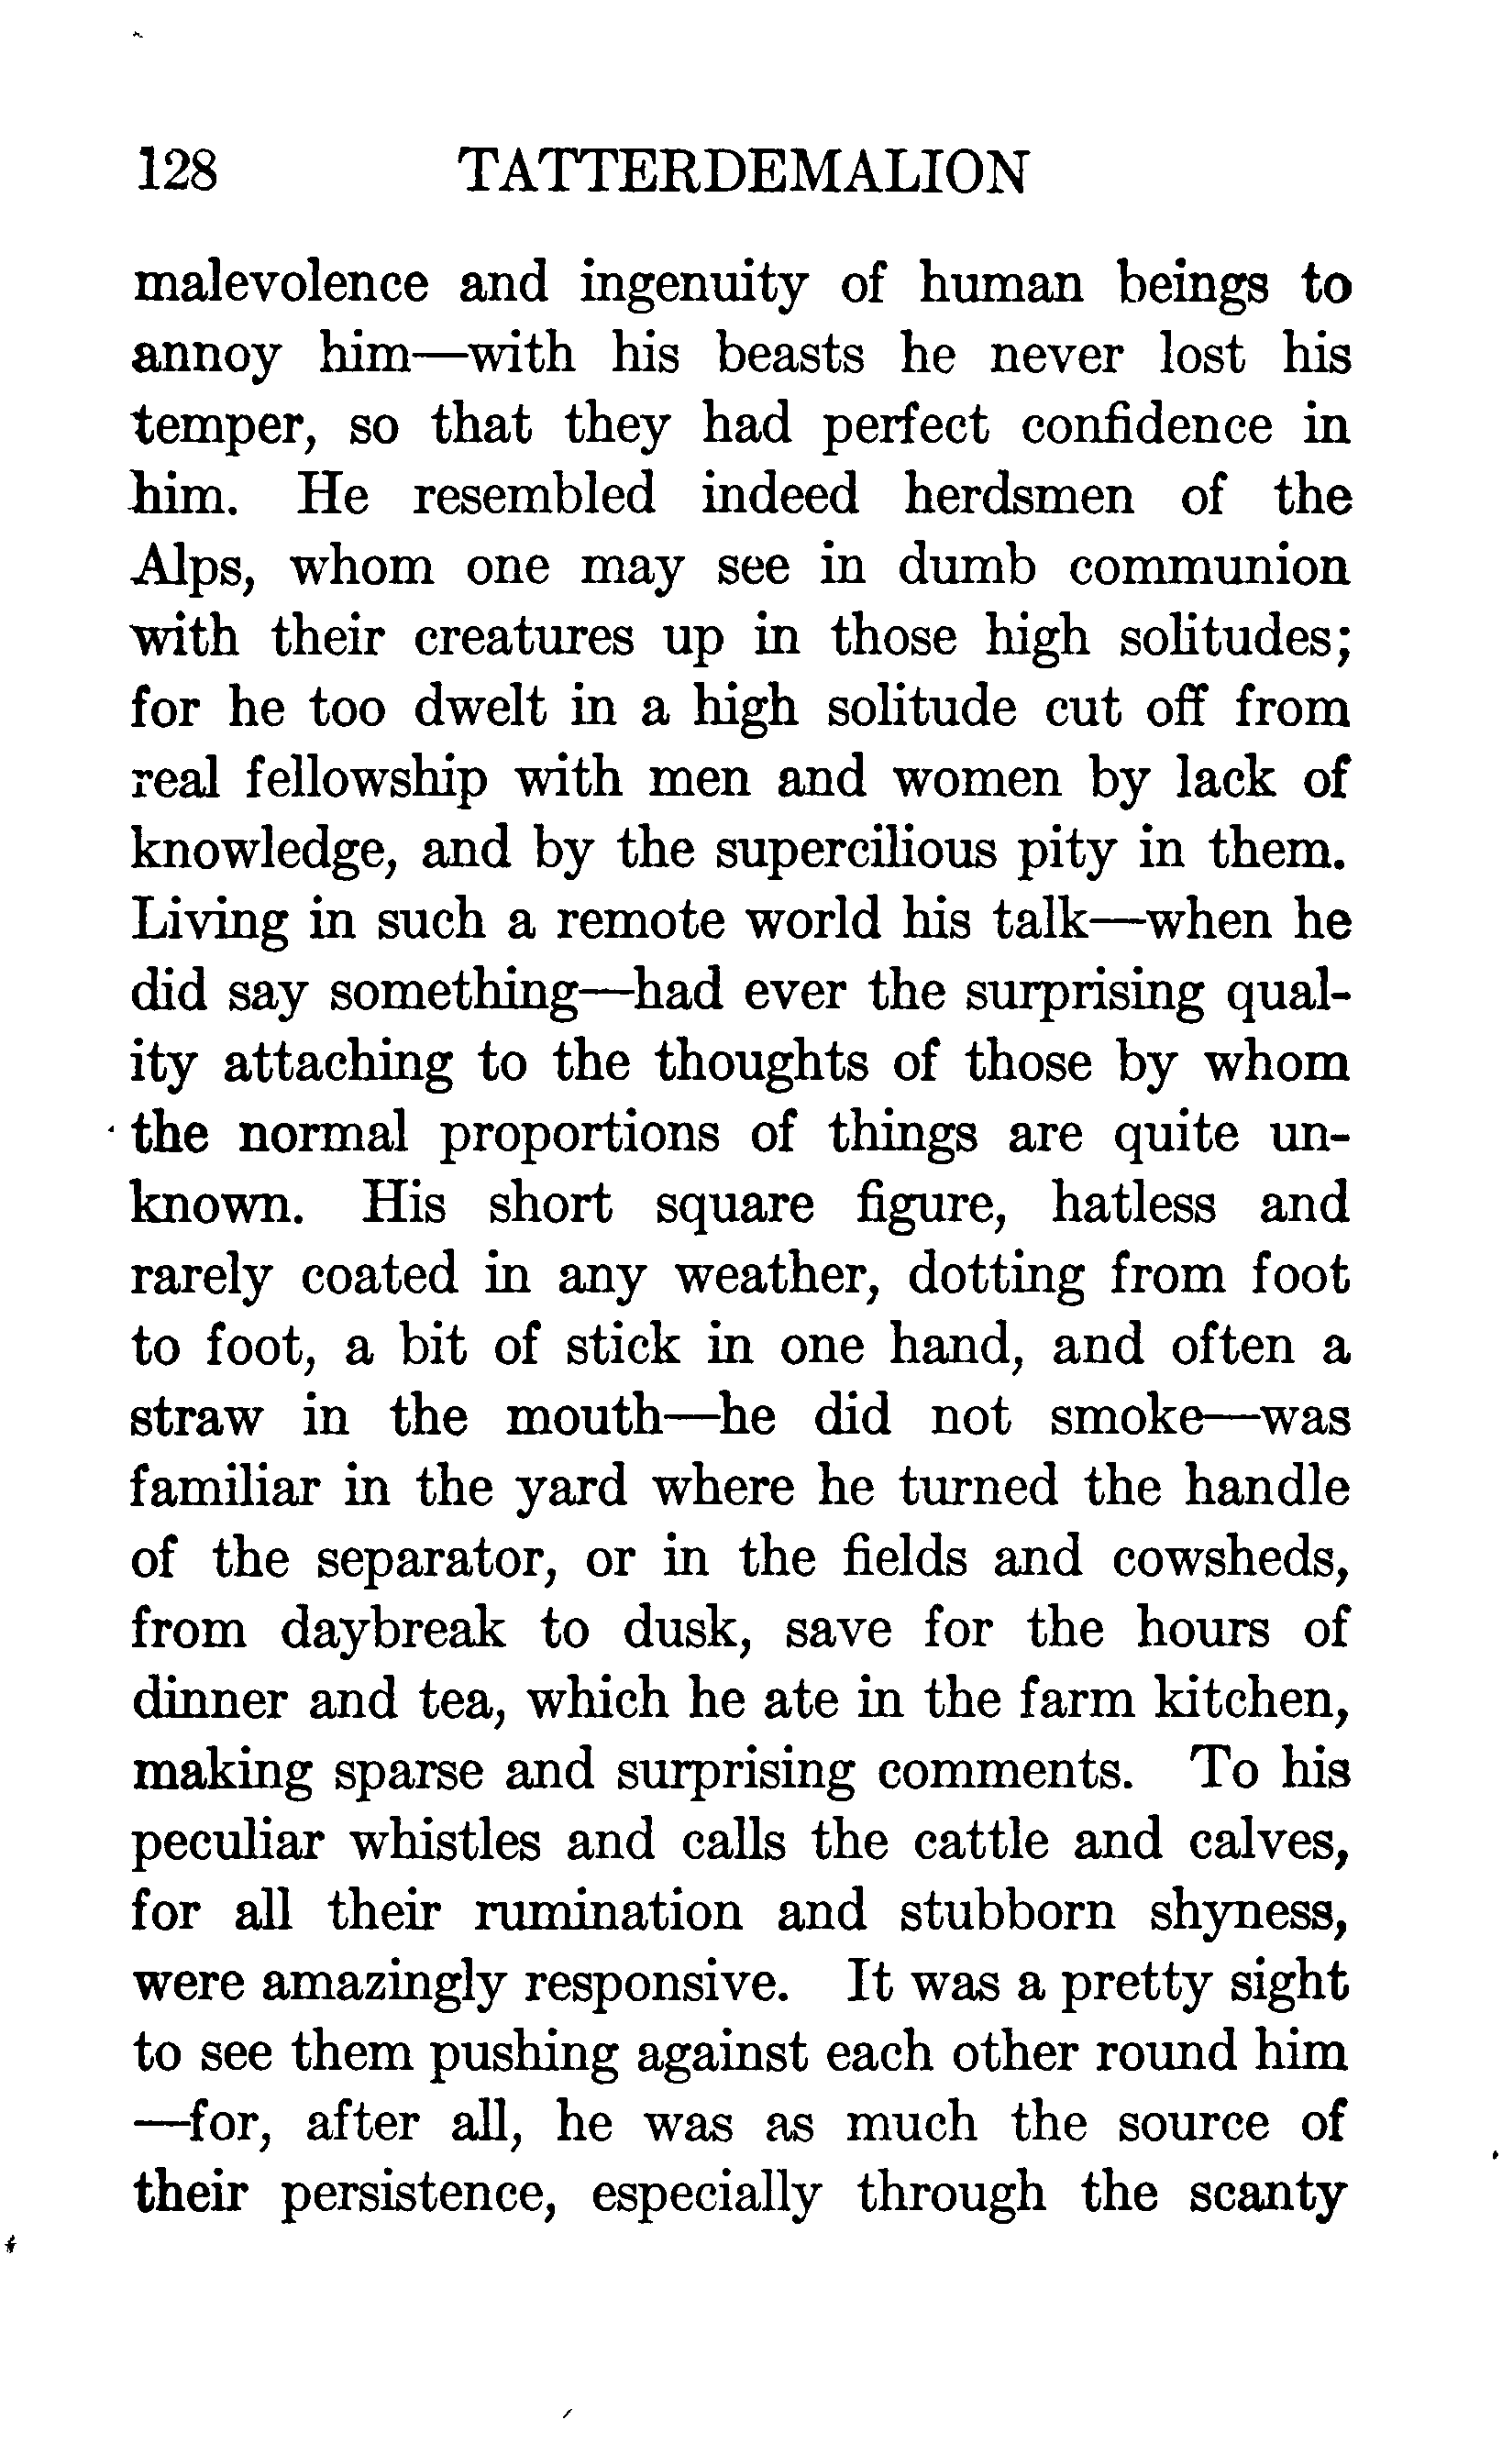 128 TATTERDEMALION
malevolence and ingenuity of human beings to
annoy him—with his beasts he never lost his
temper, so that they had perfect confidence in
him. He resembled indeed herdsmen of the
Alps, whom one may see in dumb communion
with their creatures up in those high solitudes;
for he too dwelt in a high solitude cut off from
real fellowship with men and women by lack of
knowledge, and by the supercilious pity in them.
Living in such a remote world his talk—when he
did say something—had ever the surprising qual-
ity attaching to the thoughts of those by whom
the normal proportions of things are quite un-
known. His short square figure, hatless and
rarely coated in any weather, dotting from foot
to foot, a bit of stick in one hand, and often a
straw in the mouth—he did not smoke—was
familiar in the yard where he turned the handle
of the separator, or in the fields and cowsheds,
from daybreak to dusk, save for the hours of
dinner and tea, which he ate in the farm kitchen,
making sparse and surprising comments. To his
peculiar whistles and calls the cattle and calves,
for all their rumination and stubborn shyness,
were amazingly responsive. It was a pretty sight
to see them pushing against each other round him
—for, after all, he was as much the source of
their persistence, especially through the scanty